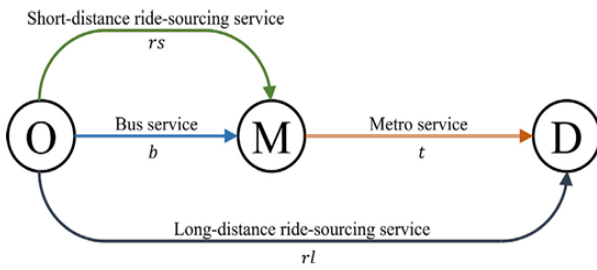 Short-distance ride-sourcing service
rs
O
Bus service
b
M
Metro service
t
D
Long-distance ride-sourcing service
rl